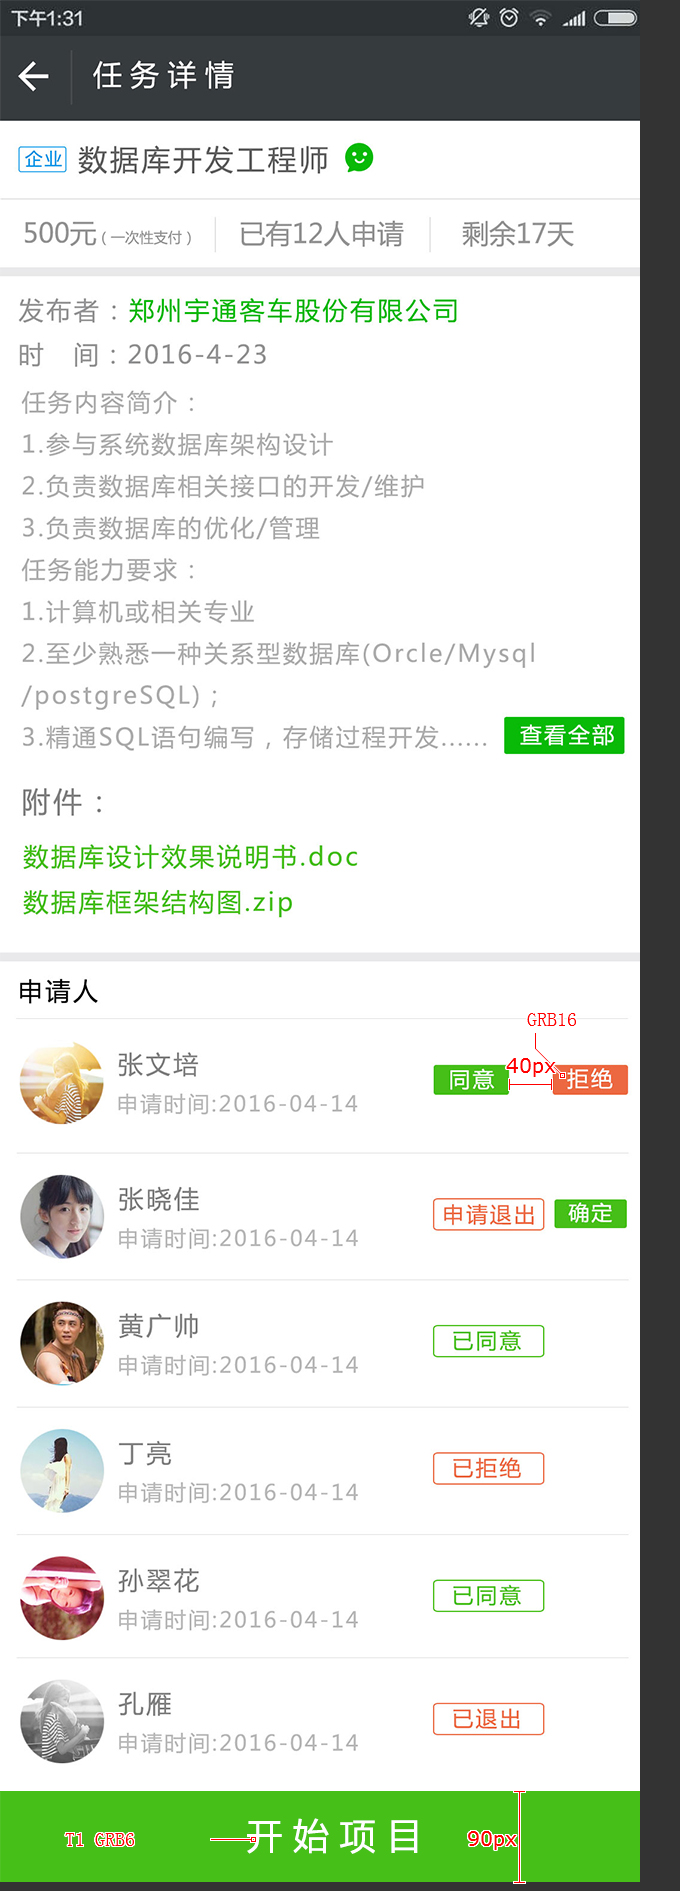 下午1:31
任务详情
企业 数据库开发工程师
500元(一次性支付) 已有12人申请 剩余17天
发布者：郑州宇通客车股份有限公司
时 间：2016-4-23
任务内容简介：
1.参与系统数据库架构设计
2.负责数据库相关接口的开发/维护
3.负责数据库的优化/管理
任务能力要求：
1.计算机或相关专业
2.至少熟悉一种关系型数据库(Orcle/Mysql
/postgreSQL)；
3.精通SQL语句编写，存储过程开发...... 查看全部
附件：
数据库设计效果说明书.doc
数据库框架结构图.zip
申请人
GRB16
张文培 同意 40px 拒绝
申请时间:2016-04-14
张晓佳 申请退出 确定
申请时间:2016-04-14
黄广帅 已同意
申请时间:2016-04-14
丁亮 已拒绝
申请时间:2016-04-14
孙翠花 已同意
申请时间:2016-04-14
孔雁 已退出
申请时间:2016-04-14
T1 GRB6 开始项目 90px